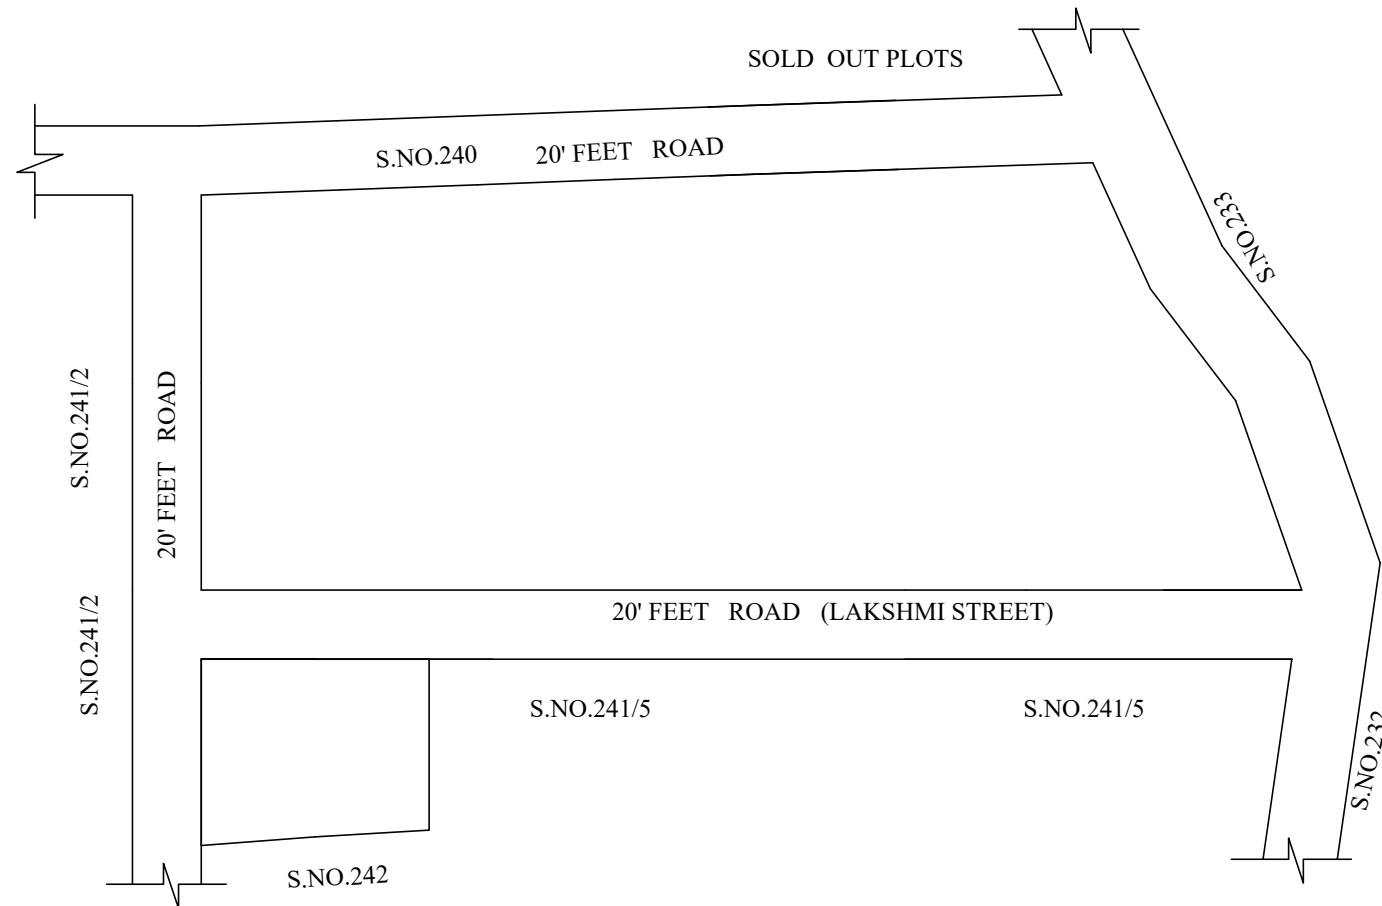 SOLD OUT PLOTS
S.NO.240 20' FEET ROAD
S.NO.233
S.NO.241/2
20' FEET ROAD
S.NO.241/2
20' FEET ROAD (LAKSHMI STREET)
S.NO.241/5
S.NO.241/5
S.NO.232
S.NO.242